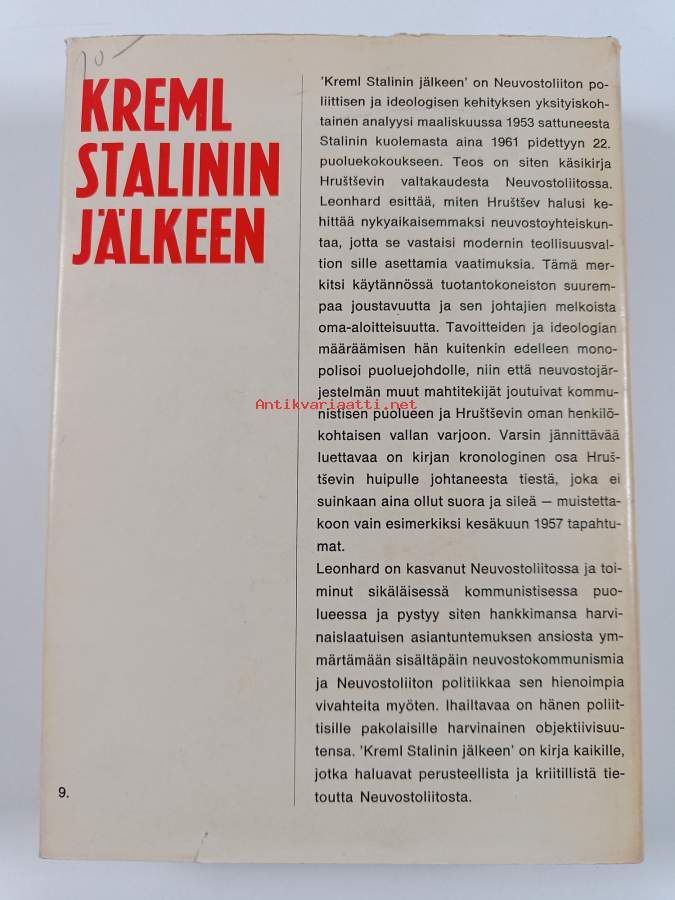 20-
KREML
STALININ
JÄLKEEN
'Kreml Stalinin jälkeen' on Neuvostoliiton po-
liittisen ja ideologisen kehityksen yksityiskoh-
tainen analyysi maaliskuussa 1953 sattuneesta
Stalinin kuolemasta aina 1961 pidettyyn 22.
puoluekokoukseen. Teos on siten käsikirja
Hruštševin valtakaudesta Neuvostoliitossa.
Leonhard esittää, miten Hruštšev halusi ke-
hittää nykyaikaisemmaksi neuvostoyhteiskun-
taa, jotta se vastaisi modernin teollisuusval-
tion sille asettamia vaatimuksia. Tämä mer-
kitsi käytännössä tuotantokoneiston suurem-
paa joustavuutta ja sen johtajien melkoista
oma-aloitteisuutta. Tavoitteiden ja ideologian
määräämisen hän kuitenkin edelleen mono-
polisoi puoluejohdolle, niin että neuvostojär-
jestelmän muut mahtitekijät joutuivat kommu-
Antikvariaatti.net
nistisen puolueen ja Hruštševin oman henkilö-
kohtaisen vallan varjoon. Varsin jännittävää
luettavaa on kirjan kronologinen osa Hruš-
tševin huipulle johtaneesta tiestä, joka ei
suinkaan aina ollut suora ja sileä — muistetta-
koon vain esimerkiksi kesäkuun 1957 tapahtu-
mat.
Leonhard on kasvanut Neuvostoliitossa ja toi-
minut sikäläisessä kommunistisessa puo-
lueessa ja pystyy siten hankkimansa harvi-
naislaatuisen asiantuntemuksen ansiosta ym-
märtämään sisältäpäin neuvostokommunismia
ja Neuvostoliiton politiikkaa sen hienoimpia
vivahteita myöten. Ihailtavaa on hänen poliit-
tisille pakolaisille harvinainen objektiivisuu-
tensa. 'Kreml Stalinin jälkeen' on kirja kaikille,
jotka haluavat perusteellista ja kriitillistä tie-
toutta Neuvostoliitosta.
9.